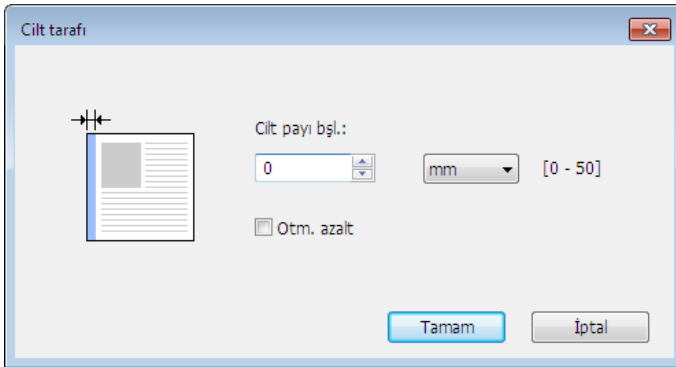 Cilt tarafı
Cilt payı bşl.:
0 mm [0 - 50]
Otm. azalt
Tamam İptal